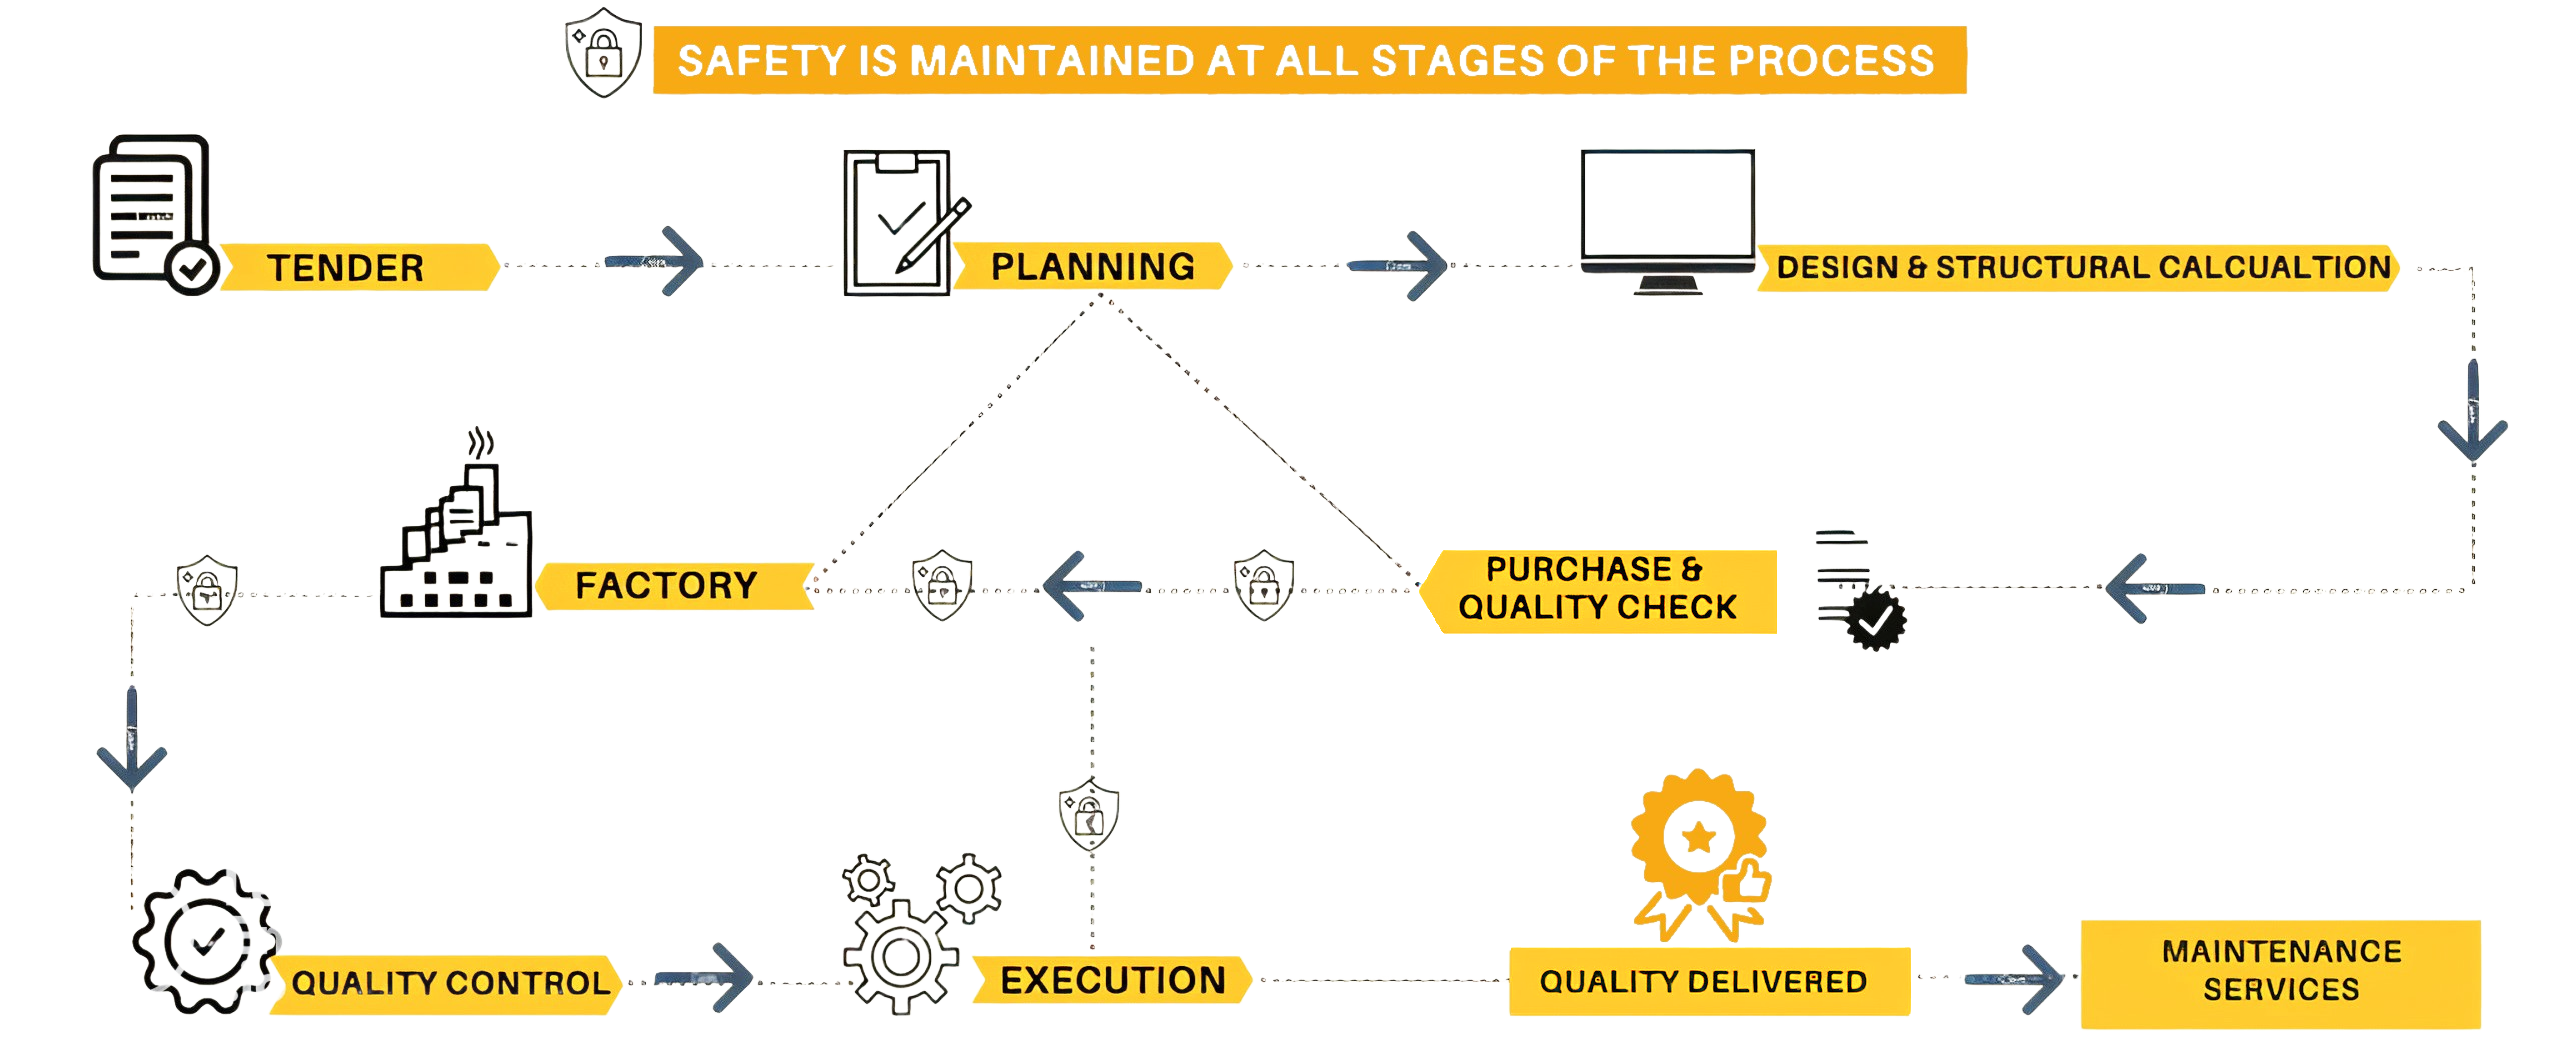 SAFETY IS MAINTAINED AT ALL STAGES OF THE PROCESS
TENDER
PLANNING
DESIGN & STRUCTURAL CALCUALTION
FACTORY
PURCHASE &
QUALITY CHECK
QUALITY CONTROL
EXECUTION
QUALITY DELIVERED
MAINTENANCE
SERVICES